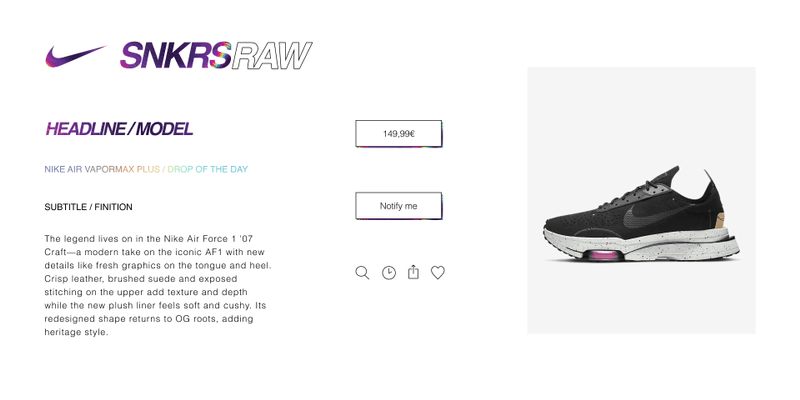 SNKRSRAW
HEADLINE/MODEL
NIKE AIR VAPORMAX PLUS / DROP OF THE DAY
SUBTITLE / FINITION
The legend lives on in the Nike Air Force 1 '07
Craft—a modern take on the iconic AF1 with new
details like fresh graphics on the tongue and heel.
Crisp leather, brushed suede and exposed
stitching on the upper add texture and depth
while the new plush liner feels soft and cushy. Its
redesigned shape returns to OG roots, adding
heritage style.
149,99€
Notify me